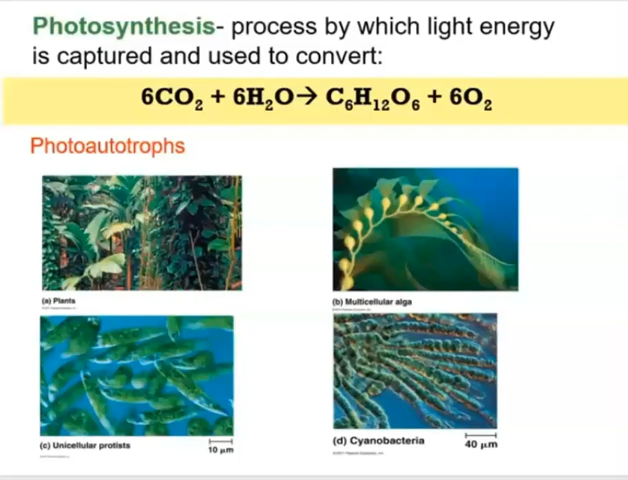 Photosynthesis- process by which light energy
is captured and used to convert:
6CO₂ + 6H₂O→ C₆H₁₂O₆ + 6O₂
Photoautotrophs
(a) Plants
(b) Multicellular alga
(c) Unicellular protists
10 µm
(d) Cyanobacteria
40 µm